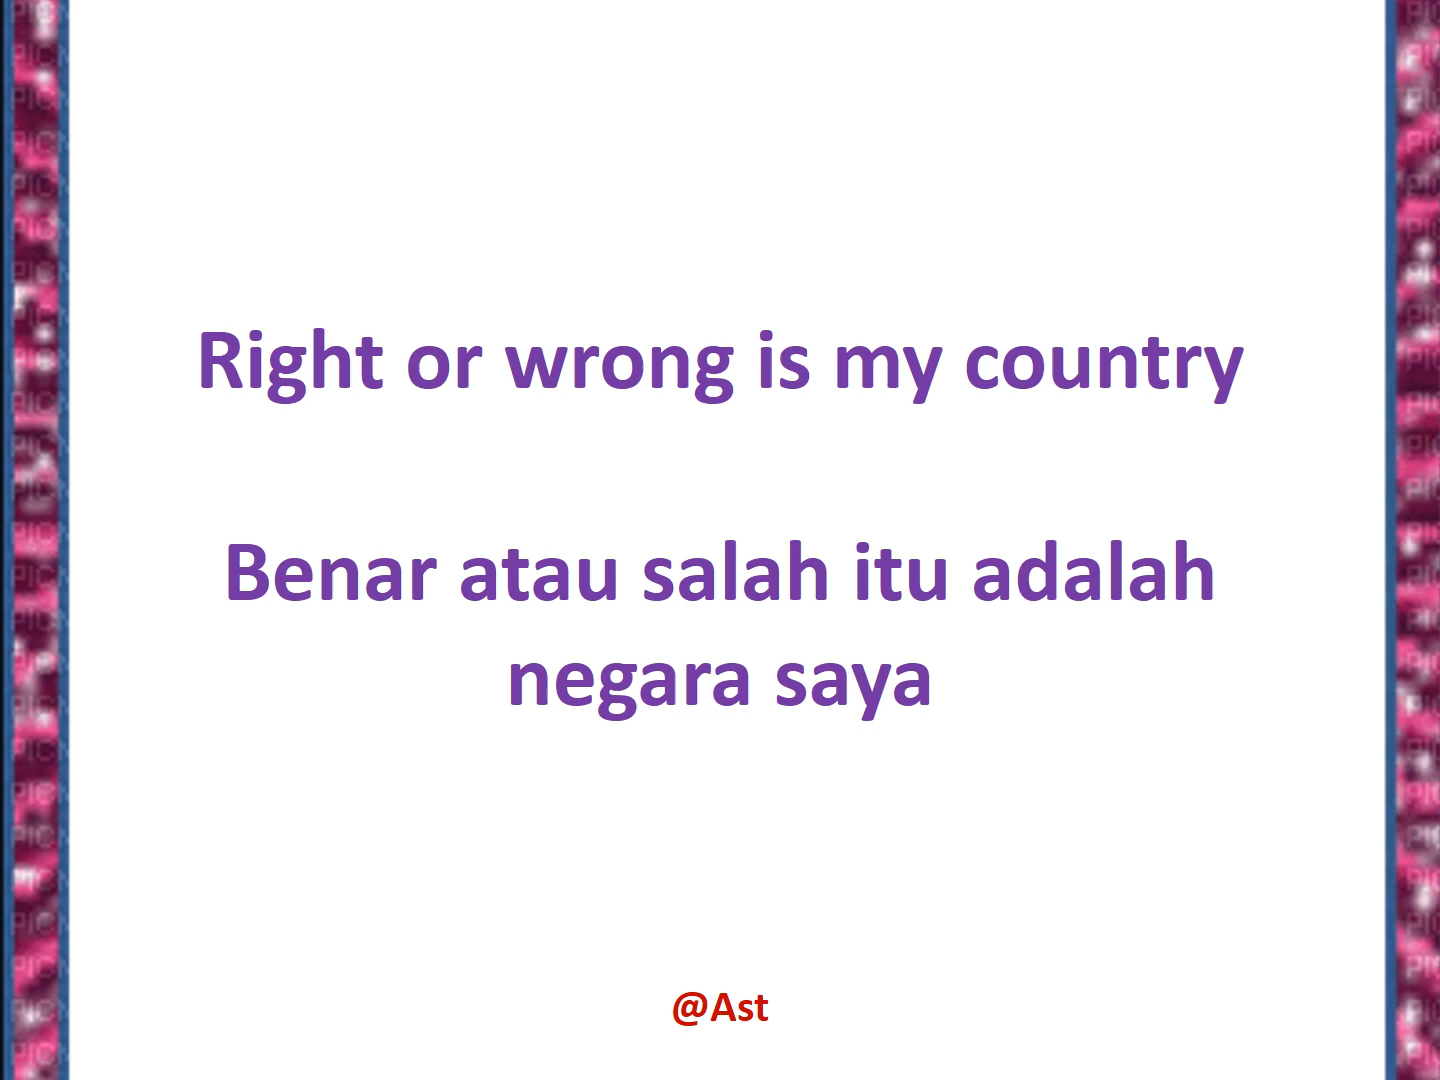 Right or wrong is my country
Benar atau salah itu adalah
negara saya
@Ast